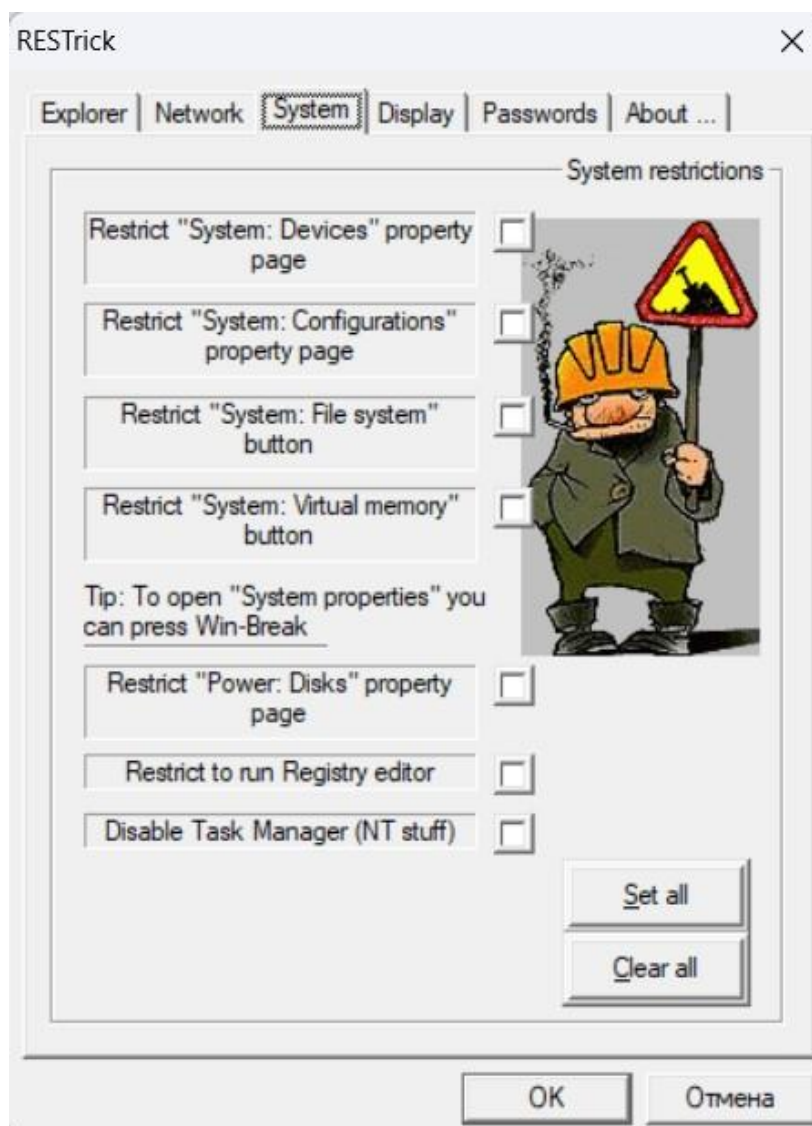 RESTrick
Explorer
Network
System
Display
Passwords
About ...
System restrictions
Restrict "System: Devices" property
page
Restrict "System: Configurations"
property page
Restrict "System: File system"
button
Restrict "System: Virtual memory"
button
Tip: To open "System properties" you
can press Win-Break
Restrict "Power: Disks" property
page
Restrict to run Registry editor
Disable Task Manager (NT stuff)
Set all
Clear all
OK
Отмена